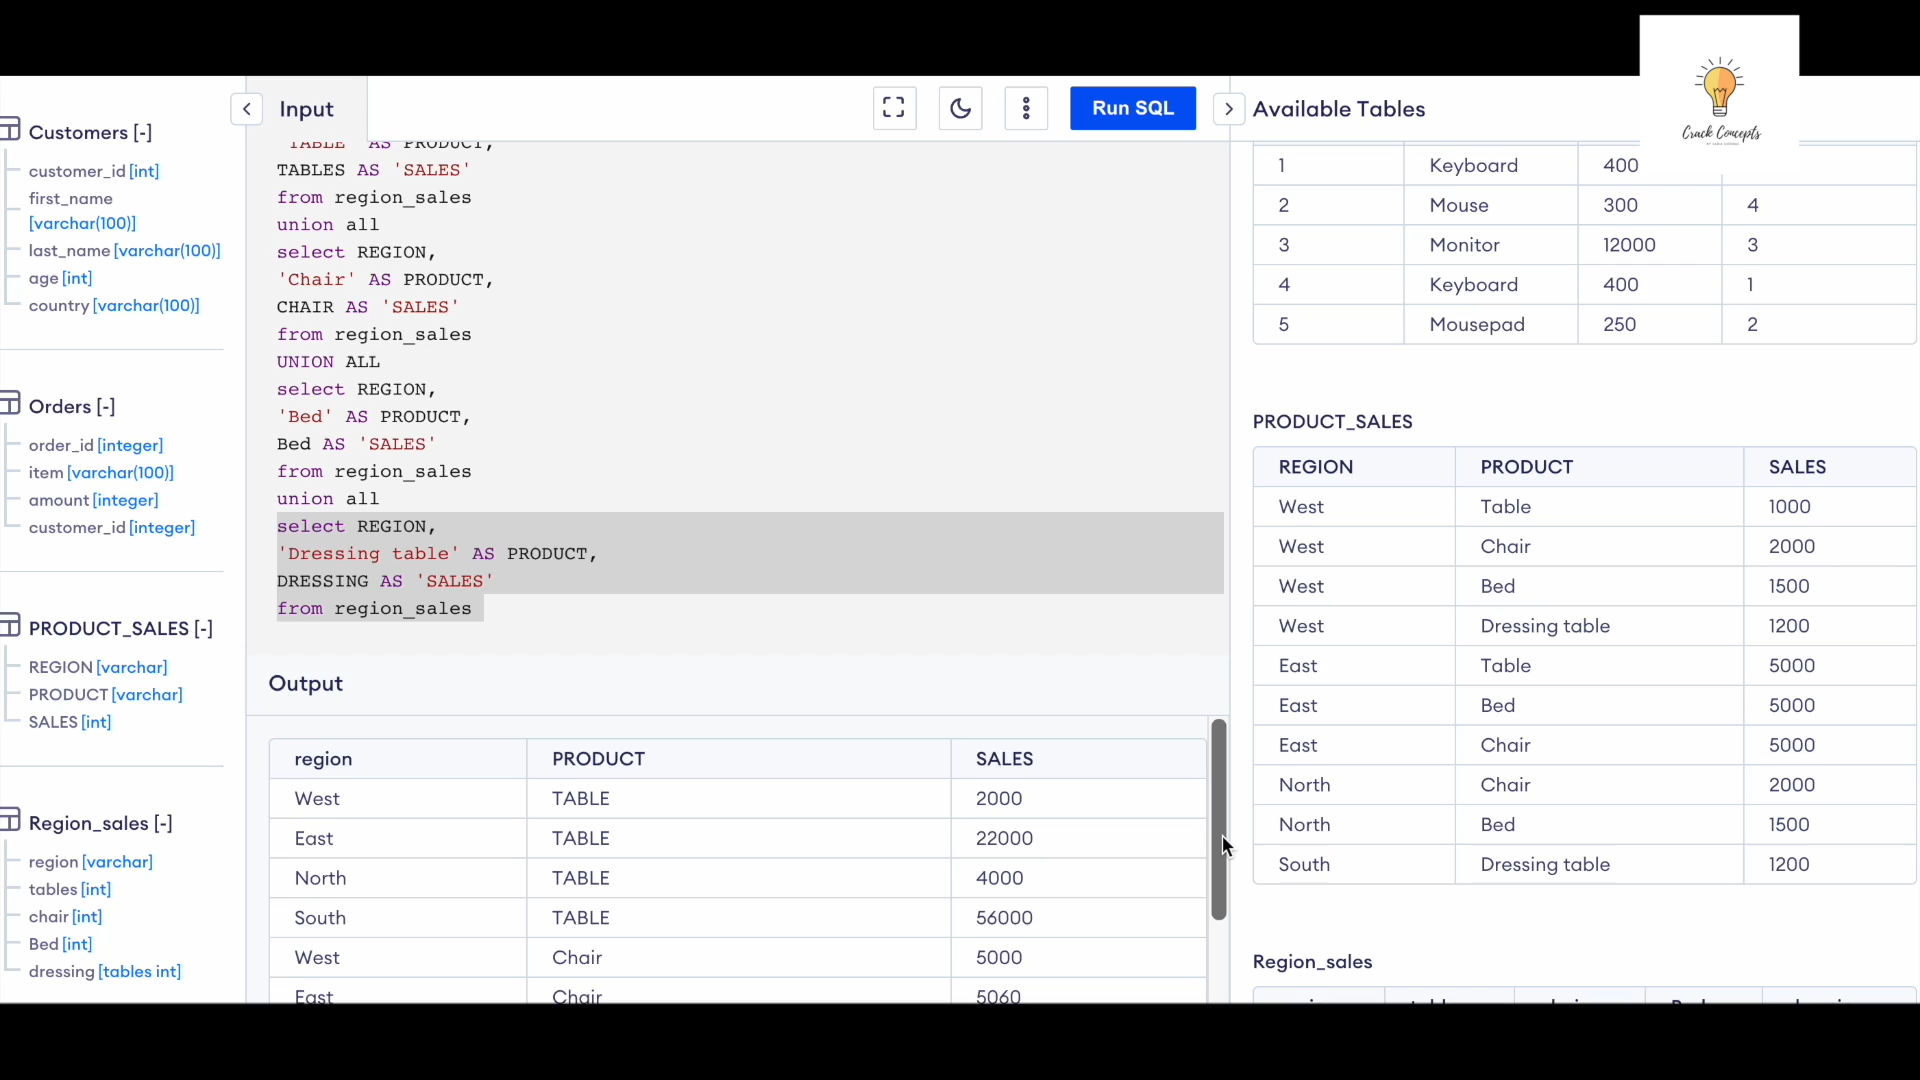 Customers [-]
customer_id [int]
first_name
[varchar(100)]
last_name [varchar(100)]
age [int]
country [varchar(100)]
Orders [-]
order_id [integer]
item [varchar(100)]
amount [integer]
customer_id [integer]
PRODUCT_SALES [-]
REGION [varchar]
PRODUCT [varchar]
SALES [int]
Region_sales [-]
region [varchar]
tables [int]
chair [int]
Bed [int]
dressing [tables int]
Input
Run SQL
'TABLE' AS PRODUCT,
TABLES AS 'SALES'
from region_sales
union all
select REGION,
'Chair' AS PRODUCT,
CHAIR AS 'SALES'
from region_sales
UNION ALL
select REGION,
'Bed' AS PRODUCT,
Bed AS 'SALES'
from region_sales
union all
select REGION,
'Dressing table' AS PRODUCT,
DRESSING AS 'SALES'
from region_sales
Output
region PRODUCT SALES
West TABLE 2000
East TABLE 22000
North TABLE 4000
South TABLE 56000
West Chair 5000
East Chair 5060
Available Tables
Crack Concepts
1 Keyboard 400
2 Mouse 300 4
3 Monitor 12000 3
4 Keyboard 400 1
5 Mousepad 250 2
PRODUCT_SALES
REGION PRODUCT SALES
West Table 1000
West Chair 2000
West Bed 1500
West Dressing table 1200
East Table 5000
East Bed 5000
East Chair 5000
North Chair 2000
North Bed 1500
South Dressing table 1200
Region_sales